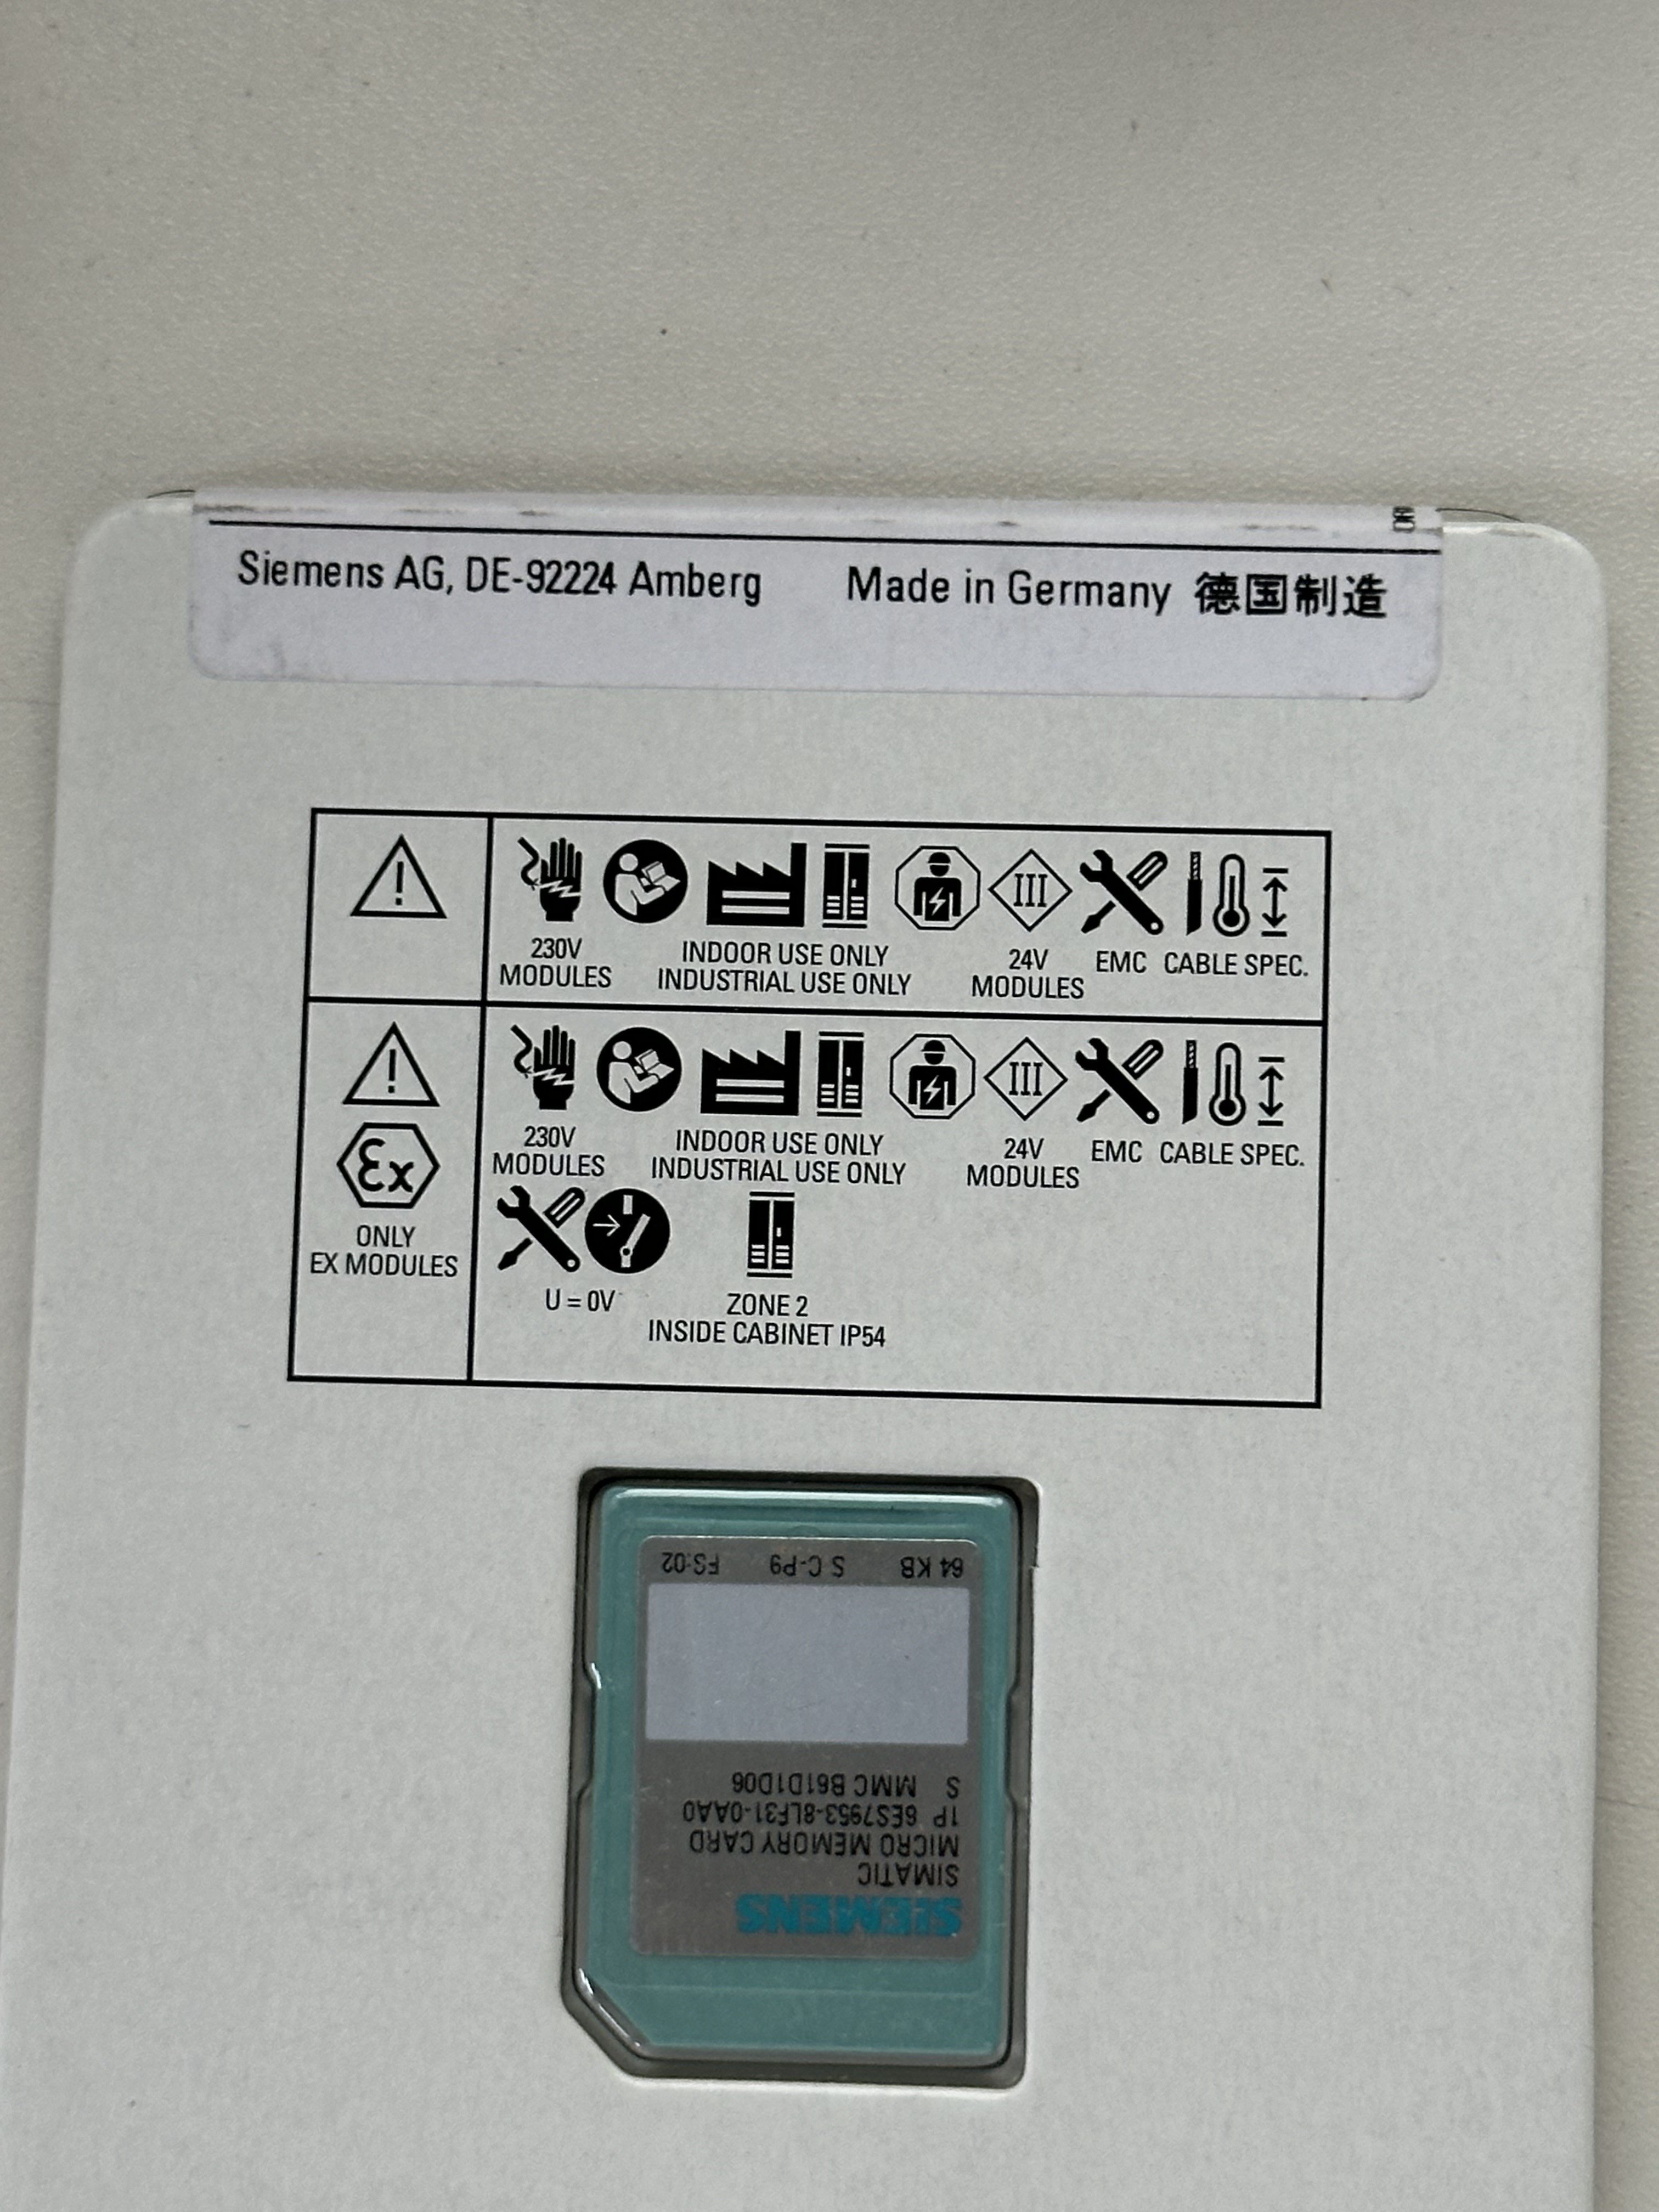 Siemens AG, DE-92224 Amberg Made in Germany 德国制造
230V
MODULES
INDOOR USE ONLY
INDUSTRIAL USE ONLY
III
24V
MODULES
EMC
CABLE SPEC.
Ex
ONLY
EX MODULES
230V
MODULES
INDOOR USE ONLY
INDUSTRIAL USE ONLY
III
24V
MODULES
EMC
CABLE SPEC.
U = 0V
ZONE 2
INSIDE CABINET IP54
SIEMENS
SIMATIC
MICRO MEMORY CARD
1P 6ES7953-8LF31-0AA0
S MMC B61D1D06
64 KB S C-P9 FS:02